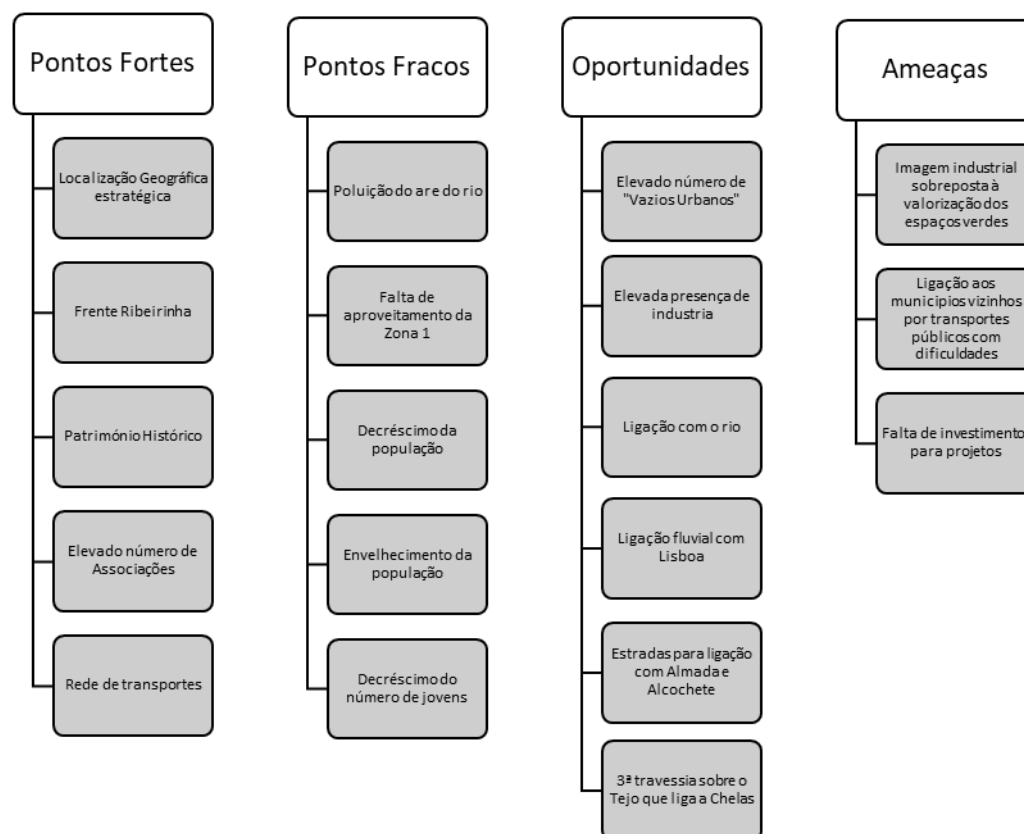 Pontos Fortes
Localização Geográfica
estratégica
Frente Ribeirinha
Património Histórico
Elevado número de
Associações
Rede de transportes
Pontos Fracos
Poluição do ar e do rio
Falta de
aproveitamento da
Zona 1
Decréscimo da
população
Envelhecimento da
população
Decréscimo do
número de jovens
Oportunidades
Elevado número de
"Vazios Urbanos"
Elevada presença de
industria
Ligação com o rio
Ligação fluvial com
Lisboa
Estradas para ligação
com Almada e
Alcochete
3ª travessia sobre o
Tejo que liga a Chelas
Ameaças
Imagem industrial
sobreposta à
valorização dos
espaços verdes
Ligação aos
municipios vizinhos
por transportes
públicos com
dificuldades
Falta de investimento
para projetos